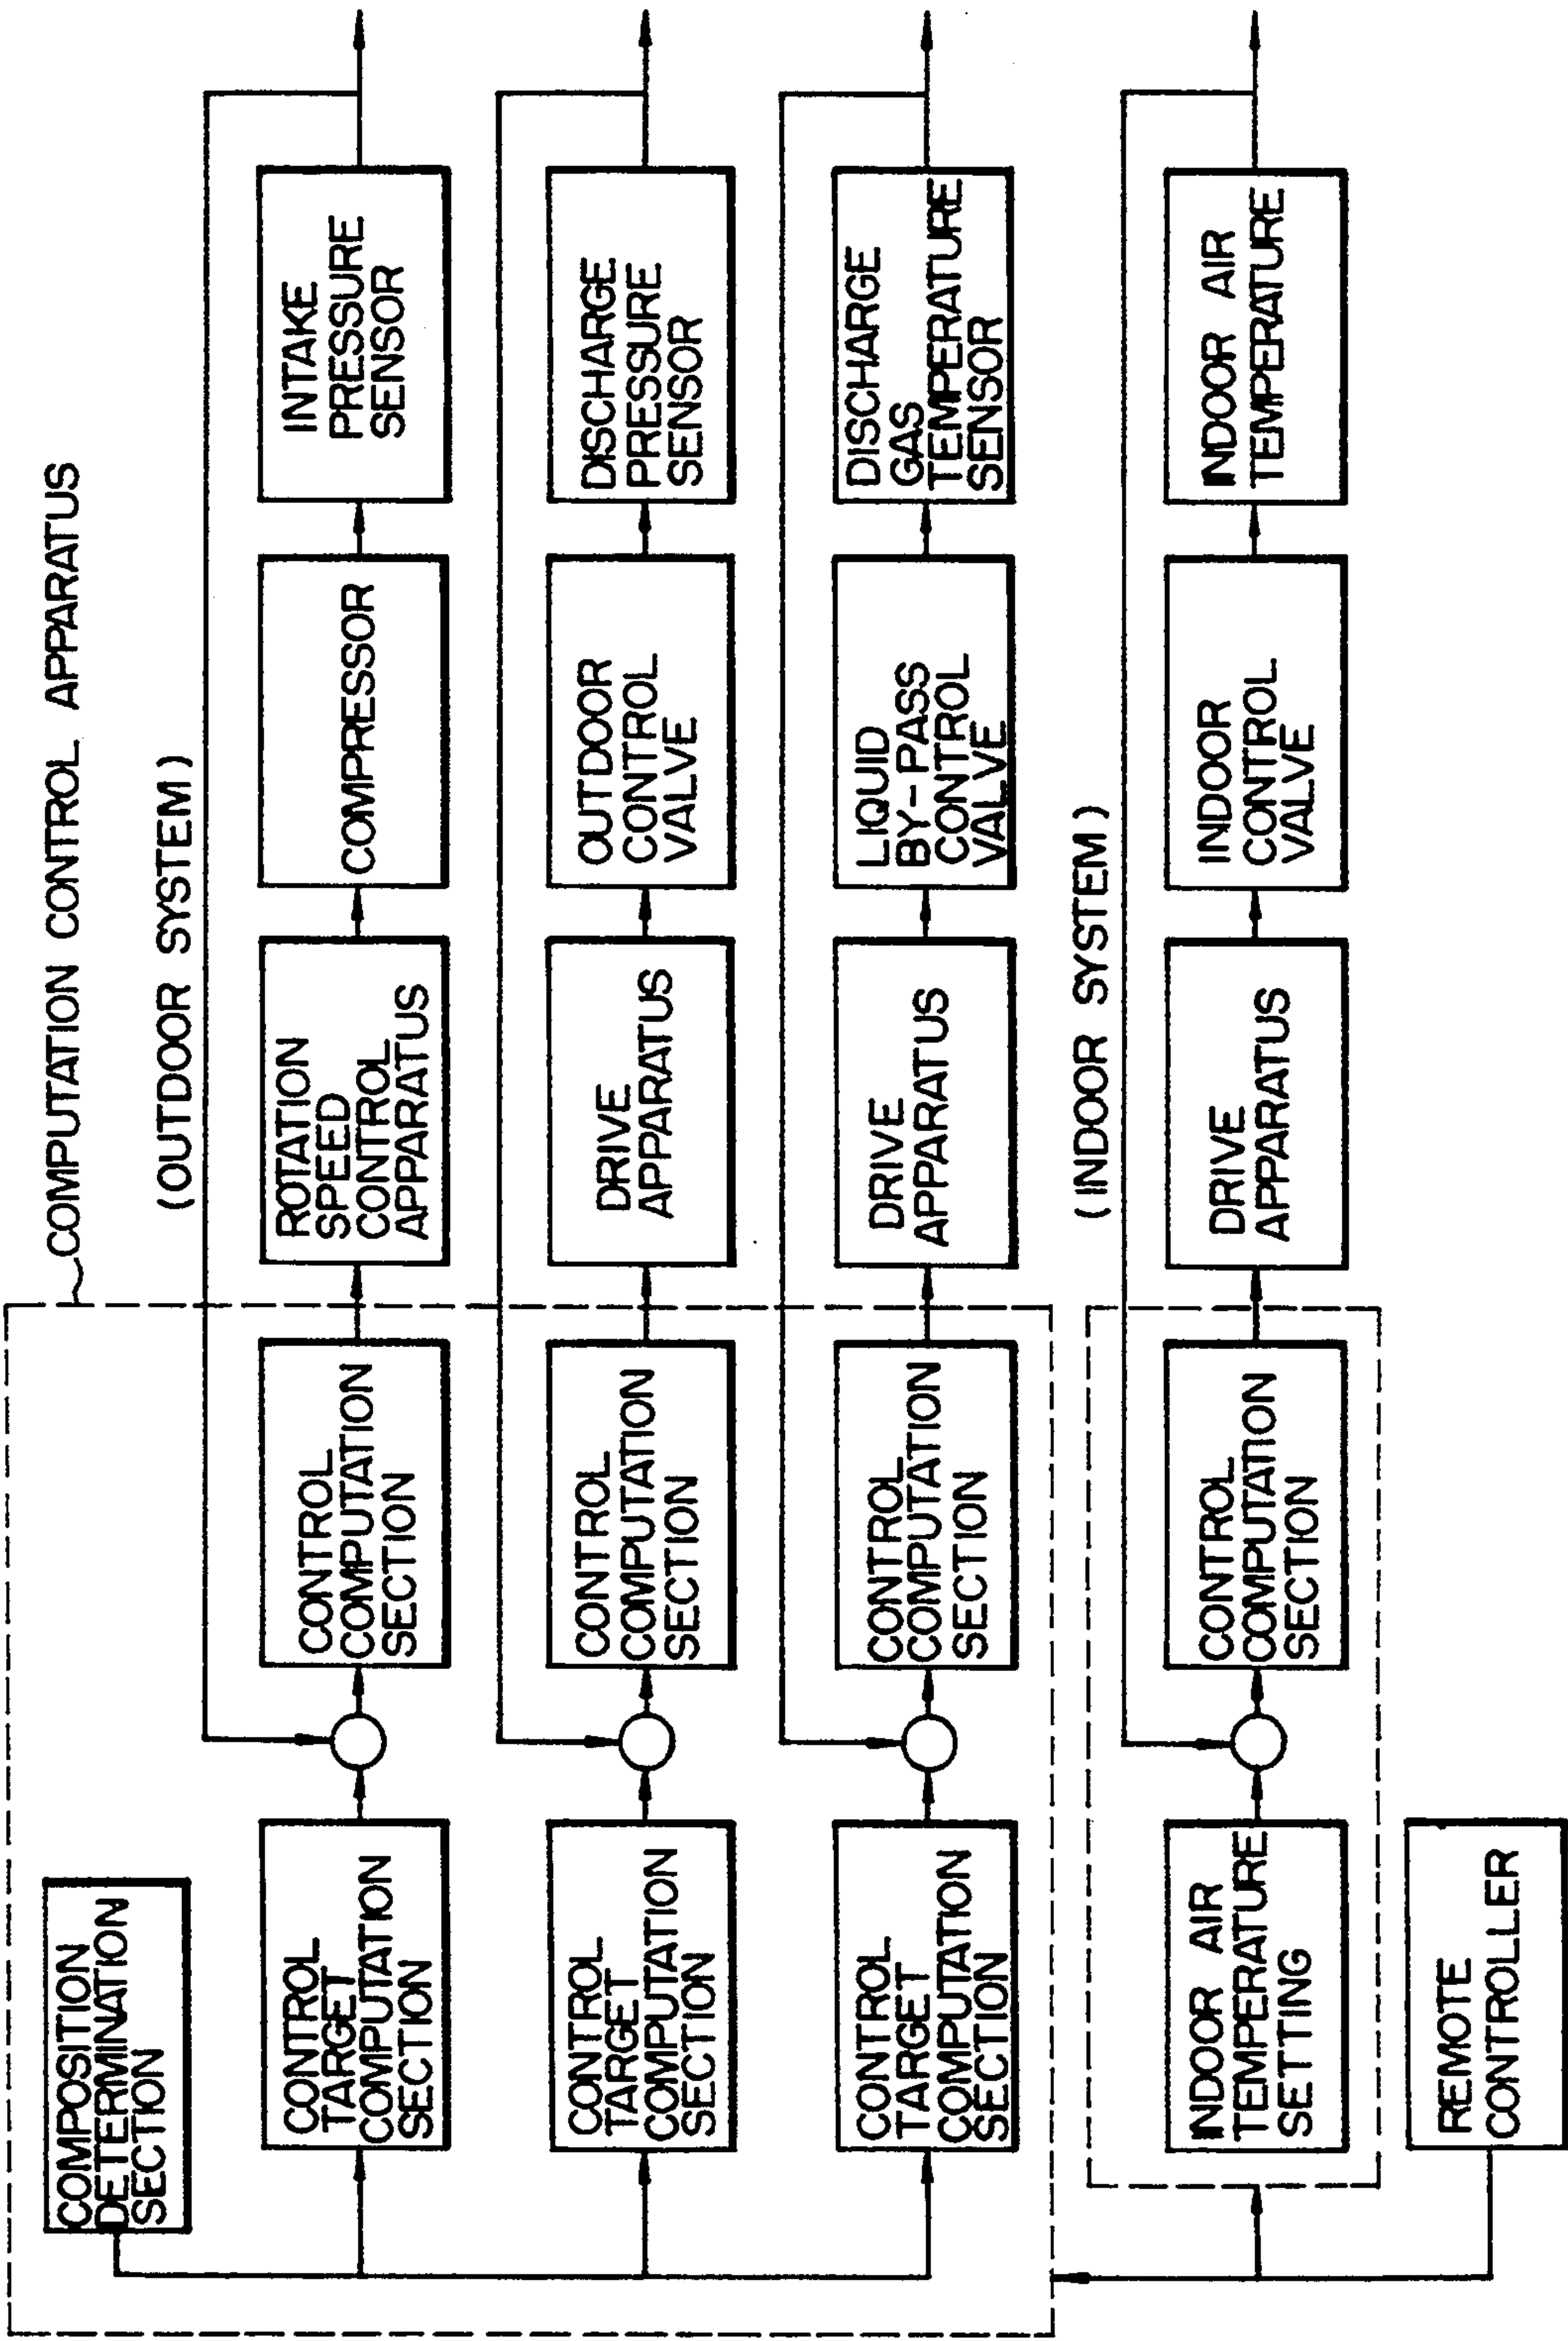 COMPUTATION CONTROL APPARATUS
(OUTDOOR SYSTEM)
COMPOSITION
DETERMINATION
SECTION
CONTROL
TARGET
COMPUTATION
SECTION
CONTROL
COMPUTATION
SECTION
ROTATION
SPEED
CONTROL
APPARATUS
COMPRESSOR
INTAKE
PRESSURE
SENSOR
CONTROL
TARGET
COMPUTATION
SECTION
CONTROL
COMPUTATION
SECTION
DRIVE
APPARATUS
OUTDOOR
CONTROL
VALVE
DISCHARGE
PRESSURE
SENSOR
CONTROL
TARGET
COMPUTATION
SECTION
CONTROL
COMPUTATION
SECTION
DRIVE
APPARATUS
LIQUID
BY-PASS
CONTROL
VALVE
DISCHARGE
GAS
TEMPERATURE
SENSOR
(INDOOR SYSTEM)
INDOOR AIR
TEMPERATURE
SETTING
CONTROL
COMPUTATION
SECTION
DRIVE
APPARATUS
INDOOR
CONTROL
VALVE
INDOOR AIR
TEMPERATURE
REMOTE
CONTROLLER